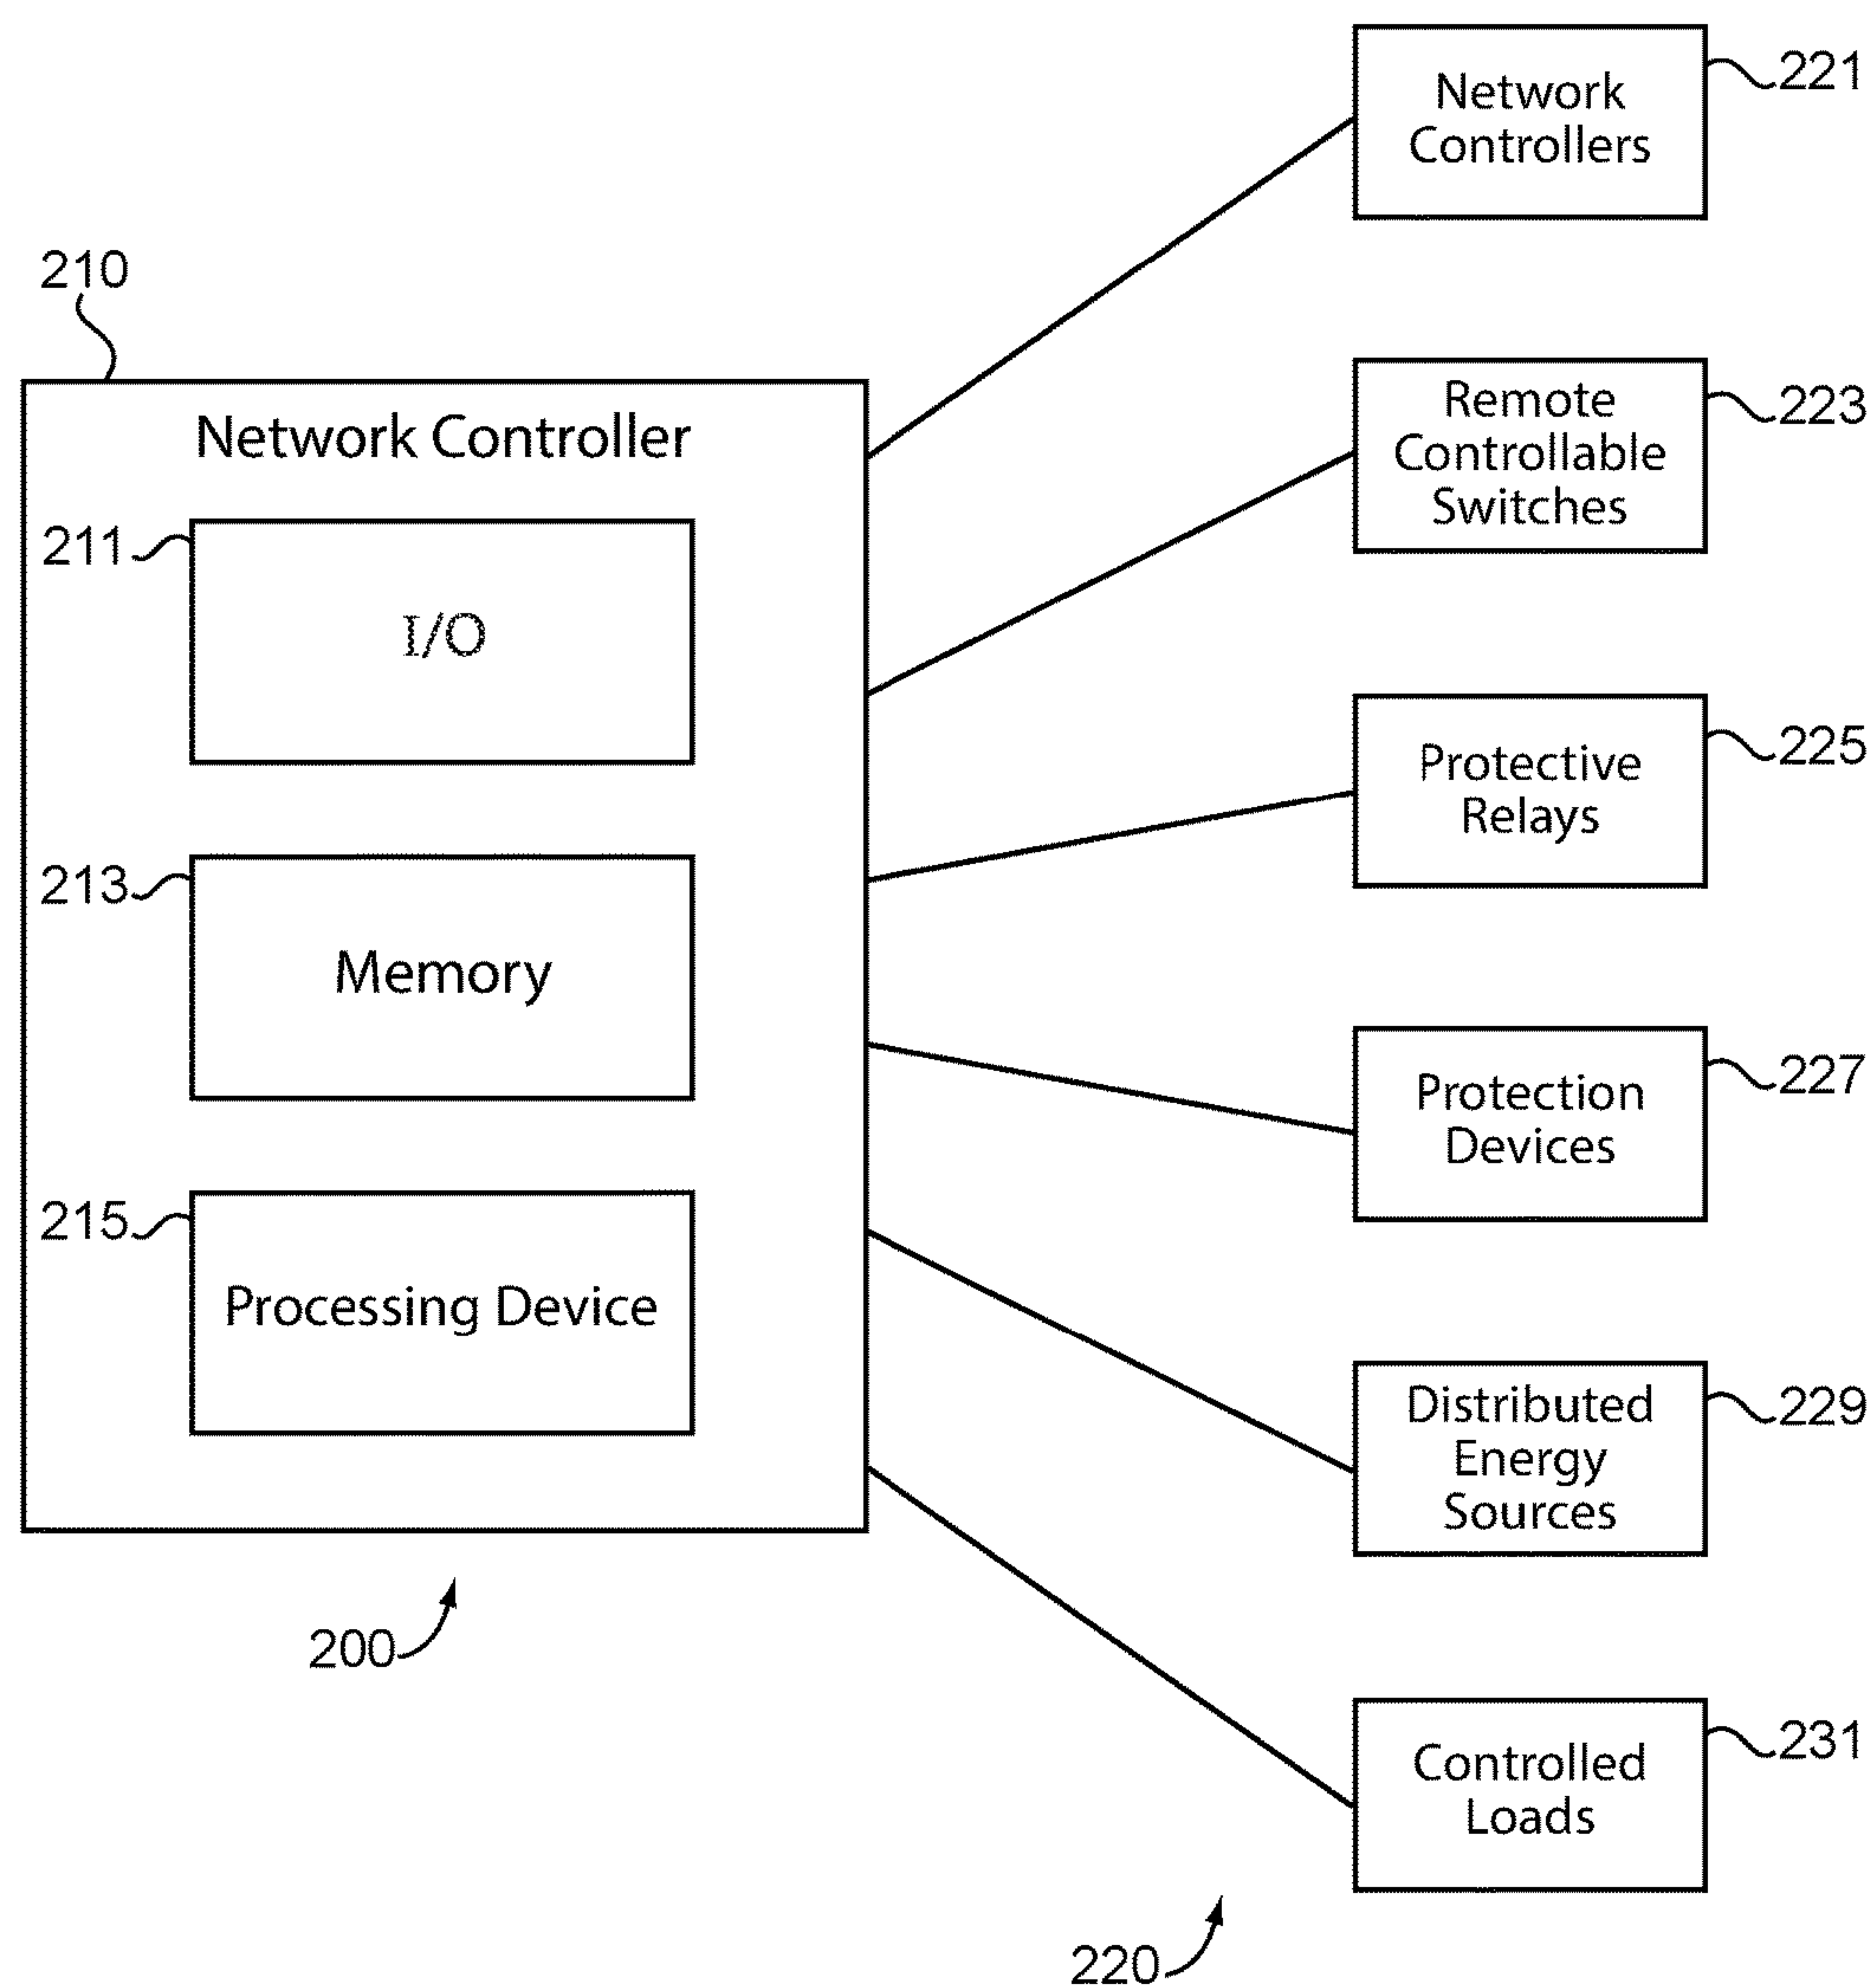 210
Network Controller
211
I/O
213
Memory
215
Processing Device
200
Network
Controllers
221
Remote
Controllable
Switches
223
Protective
Relays
225
Protection
Devices
227
Distributed
Energy
Sources
229
Controlled
Loads
231
220